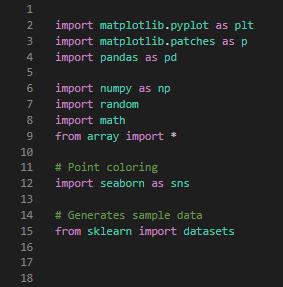 1
2 import matplotlib.pyplot as plt
3 import matplotlib.patches as p
4 import pandas as pd
5
6 import numpy as np
7 import random
8 import math
9 from array import *
10
11 # Point coloring
12 import seaborn as sns
13
14 # Generates sample data
15 from sklearn import datasets
16
17
18